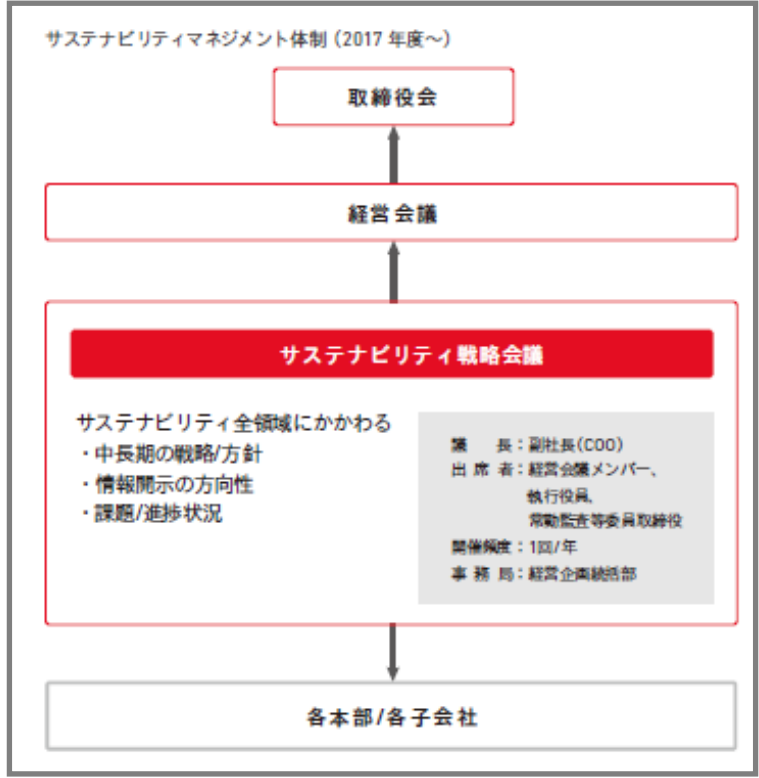 サステナビリティマネジメント体制(2017年度~)
取締役会
経営会議
サステナビリティ戦略会議
サステナビリティ全領域にかかわる
・中長期の戦略/方針
・情報開示の方向性
・課題/進捗状況
議　長:副社長(COO)
出席者:経営会議メンバー、
執行役員、
常勤監査等委員取締役
開催頻度:1回/年
事務局:経営企画統括部
各本部/各子会社